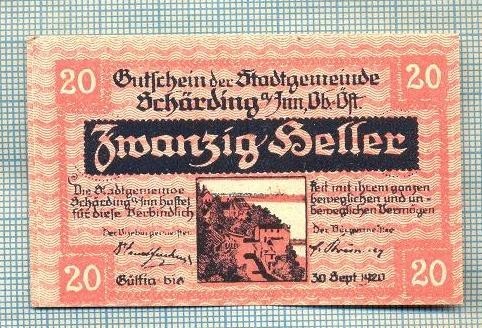 20 20
Gutschein der Stadtgemeinde
Schärding a/Inn, Ob-Öst.
Zwanzig Heller
Die Stadtgemeinde
Schärding a/Inn haftet
für diese Verbindlich
keit mit ihrem ganzen
beweglichen und un-
beweglichen Vermögen
Der Vizebürgermeister
Der Bürgermeister
20 20
Gültig bis 30 Sept 1920